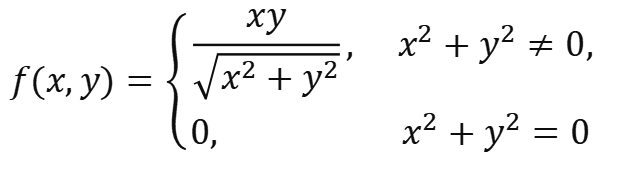 f(x, y) = { xy / √(x² + y²), x² + y² ≠ 0,
0, x² + y² = 0